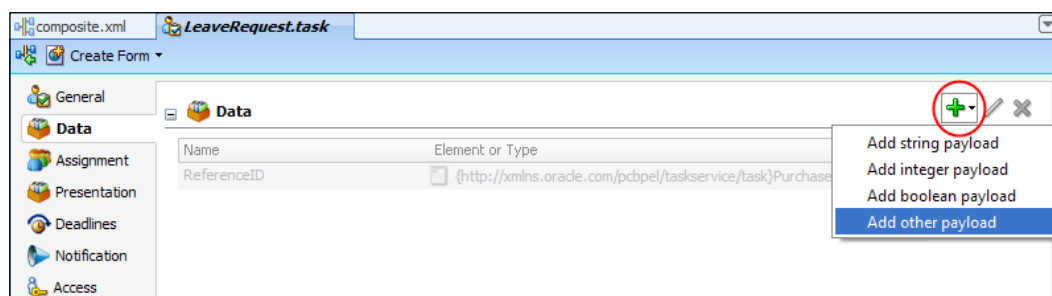 composite.xml LeaveRequest.task
Create Form
General
Data
Data
Assignment
Name Element or Type
Add string payload
ReferenceID {http://xmlns.oracle.com/pcbpel/taskservice/task}Purchase
Add integer payload
Presentation
Add boolean payload
Deadlines
Add other payload
Notification
Access